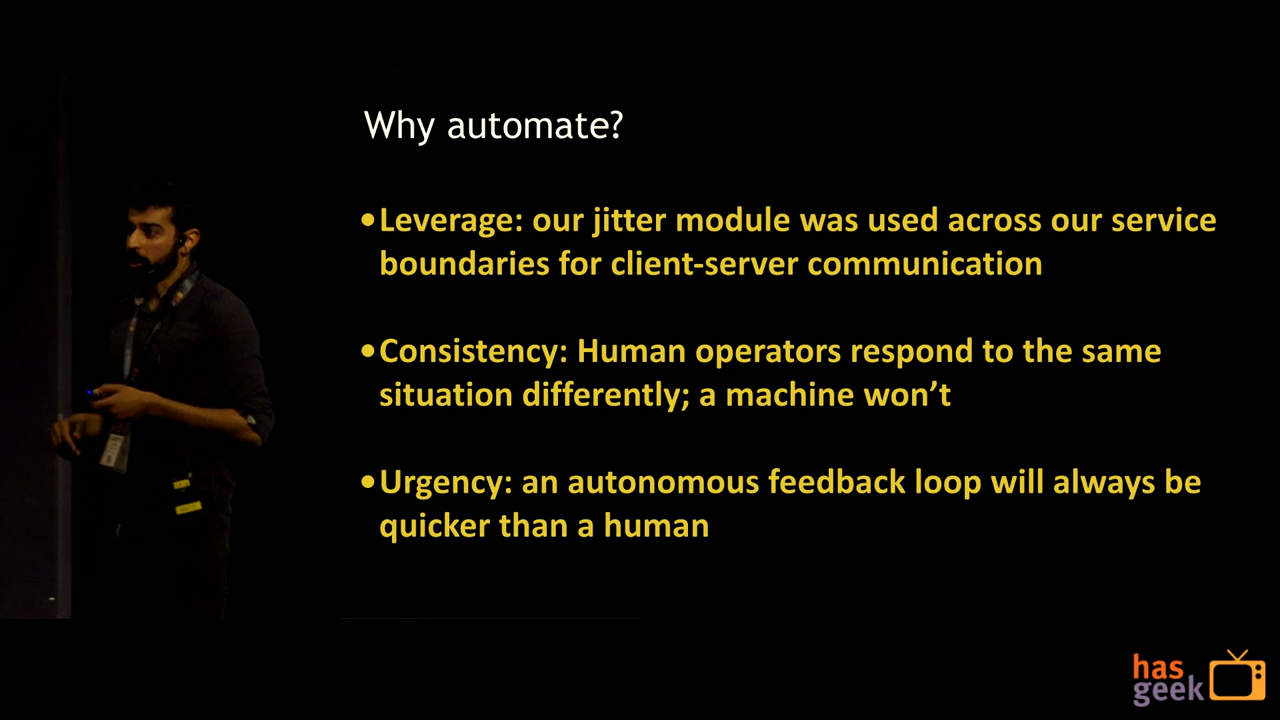 Why automate?
•Leverage: our jitter module was used across our service
boundaries for client-server communication
•Consistency: Human operators respond to the same
situation differently; a machine won’t
•Urgency: an autonomous feedback loop will always be
quicker than a human
has
geek